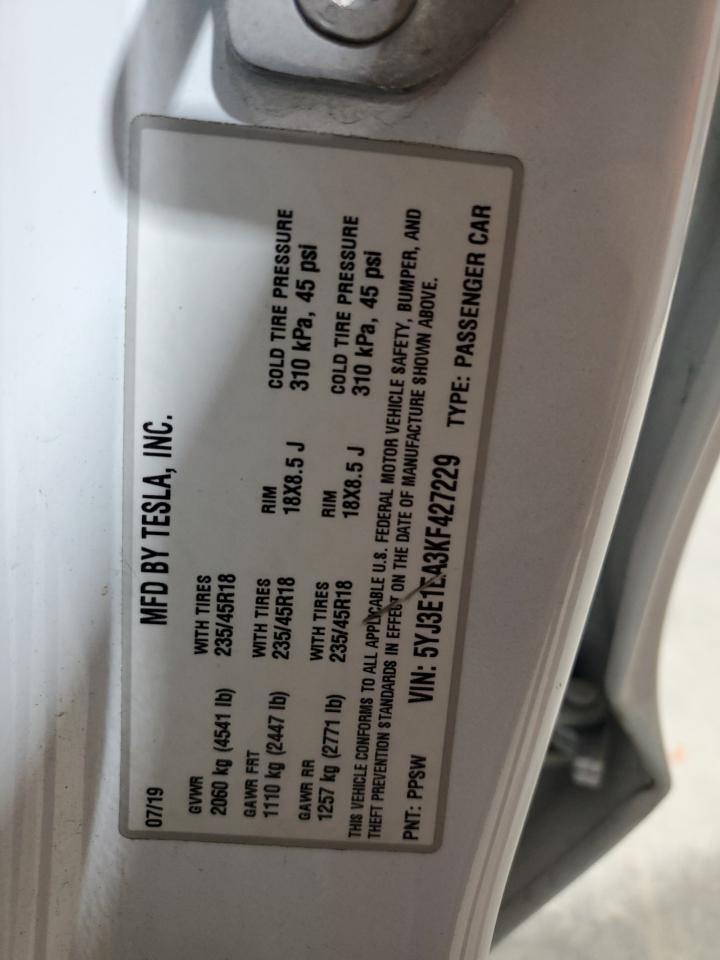 MFD BY TESLA, INC.
07/19
GVWR
2060 kg (4541 lb)
WITH TIRES
235/45R18
GAWR FRT
1110 kg (2447 lb)
WITH TIRES
235/45R18
RIM
18X8.5 J
COLD TIRE PRESSURE
310 kPa, 45 psi
GAWR RR
1257 kg (2771 lb)
WITH TIRES
235/45R18
RIM
18X8.5 J
COLD TIRE PRESSURE
310 kPa, 45 psi
THIS VEHICLE CONFORMS TO ALL APPLICABLE U.S. FEDERAL MOTOR VEHICLE SAFETY, BUMPER, AND
THEFT PREVENTION STANDARDS IN EFFECT ON THE DATE OF MANUFACTURE SHOWN ABOVE.
PNT: PPSW VIN: 5YJ3E1EA3KF427229 TYPE: PASSENGER CAR